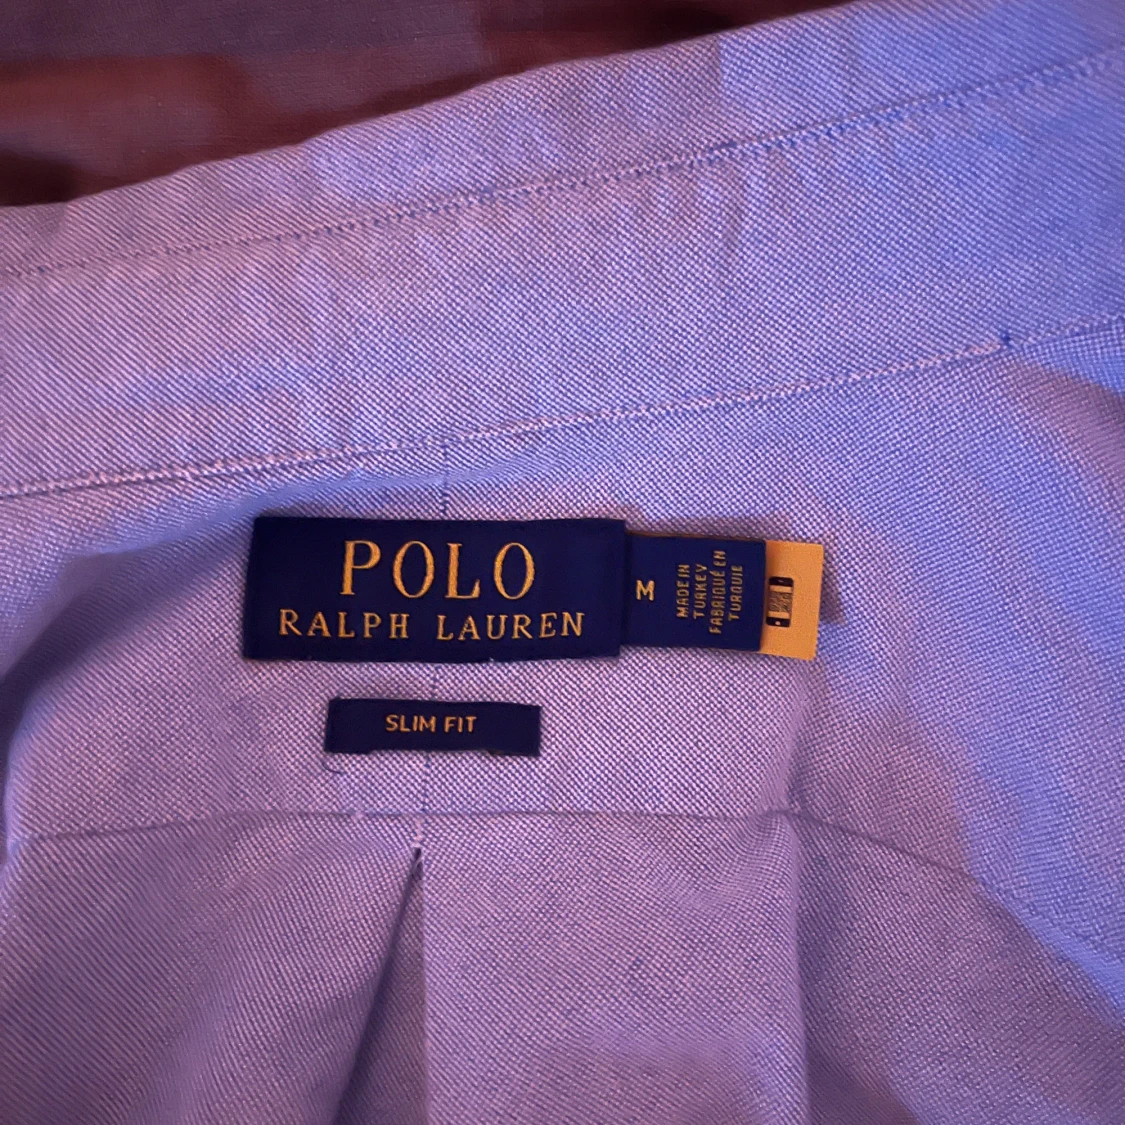 POLO
RALPH LAUREN
M
MADE IN
TURKEY
FABRIQUÉ EN
TURQUIE
SLIM FIT